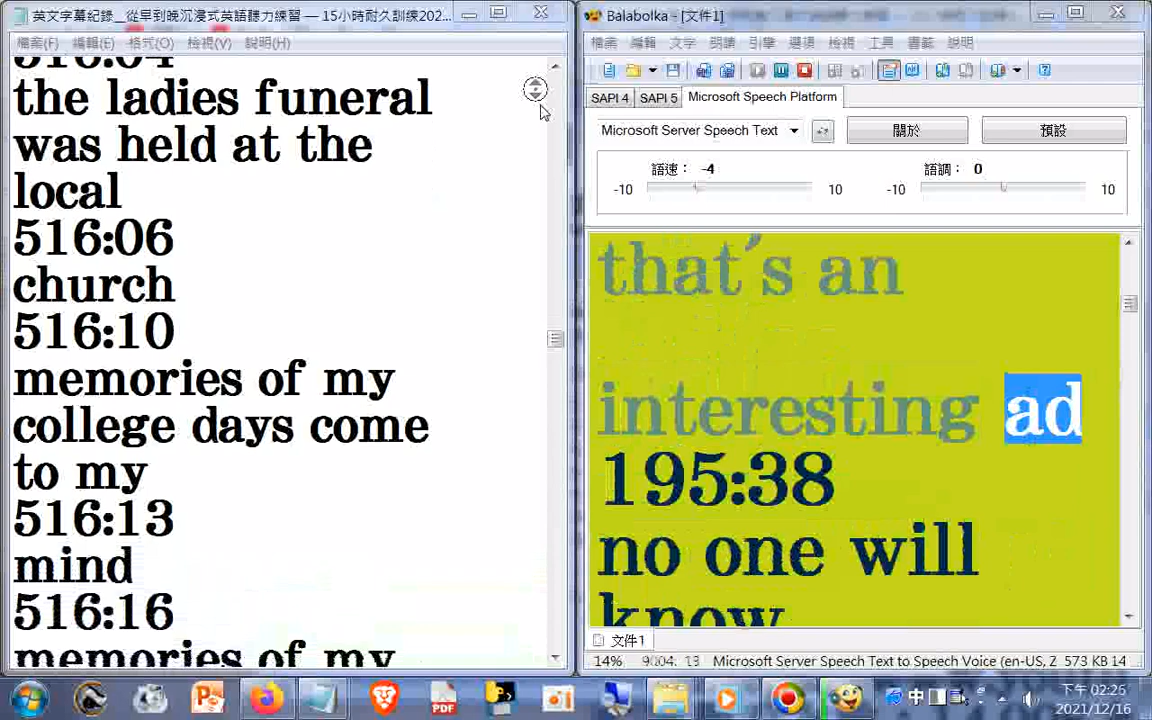 英文字幕紀錄__從早到晚沉浸式英語聽力練習 — 15小時耐久訓練202...
檔案(F) 編輯(E) 格式(O) 檢視(V) 說明(H)
516:04
the ladies funeral
was held at the
local
516:06
church
516:10
memories of my
college days come
to my
516:13
mind
516:16
memories of my
Balabolka - [文件1]
檔案 編輯 文字 朗讀 引擎 選項 檢視 工具 書籤 說明
SAPI 4 SAPI 5 Microsoft Speech Platform
Microsoft Server Speech Text 關於 預設
語速： -4 語調： 0
-10 10 -10 10
that's an
interesting ad
195:38
no one will
know
文件1
14% Microsoft Server Speech Text to Speech Voice (en-US, Z 573 KB 14
PDF 中 下午 02:26
2021/12/16